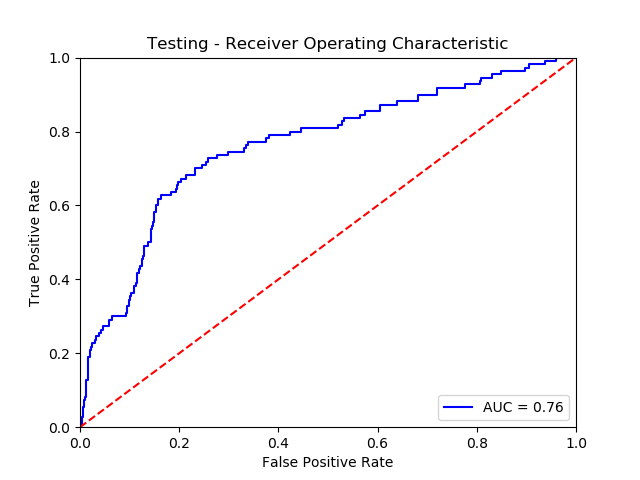 Testing - Receiver Operating Characteristic
1.0
0.8
0.6
0.4
0.2
0.0
True Positive Rate
AUC = 0.76
0.0 0.2 0.4 0.6 0.8 1.0
False Positive Rate